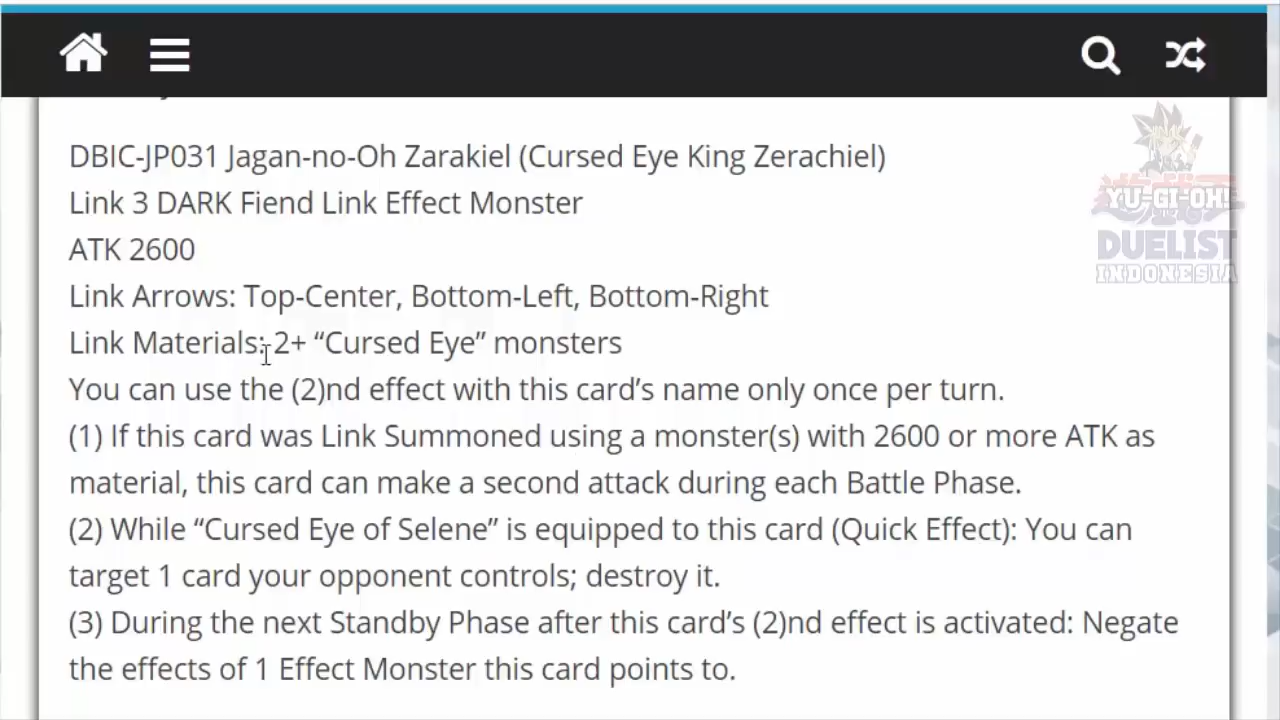 DBIC-JP031 Jagan-no-Oh Zarakiel (Cursed Eye King Zerachiel)
Link 3 DARK Fiend Link Effect Monster
ATK 2600
Link Arrows: Top-Center, Bottom-Left, Bottom-Right
Link Materials: 2+ “Cursed Eye” monsters
You can use the (2)nd effect with this card’s name only once per turn.
(1) If this card was Link Summoned using a monster(s) with 2600 or more ATK as
material, this card can make a second attack during each Battle Phase.
(2) While “Cursed Eye of Selene” is equipped to this card (Quick Effect): You can
target 1 card your opponent controls; destroy it.
(3) During the next Standby Phase after this card’s (2)nd effect is activated: Negate
the effects of 1 Effect Monster this card points to.
YU-GI-OH!
DUELIST
INDONESIA